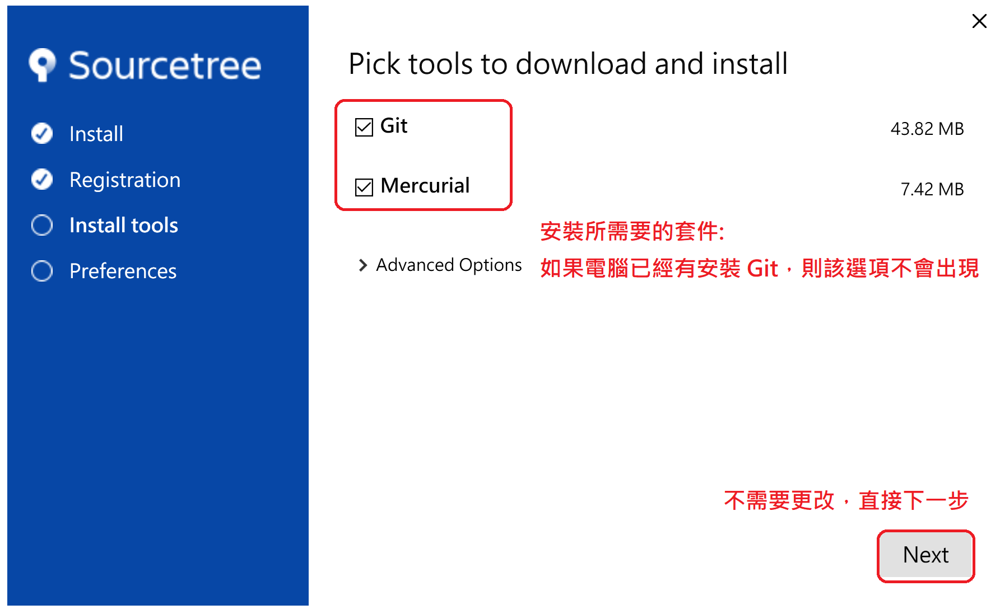 Sourcetree
Install
Registration
Install tools
Preferences
Pick tools to download and install
Git 43.82 MB
Mercurial 7.42 MB
安裝所需要的套件:
Advanced Options
如果電腦已經有安裝 Git，則該選項不會出現
不需要更改，直接下一步
Next